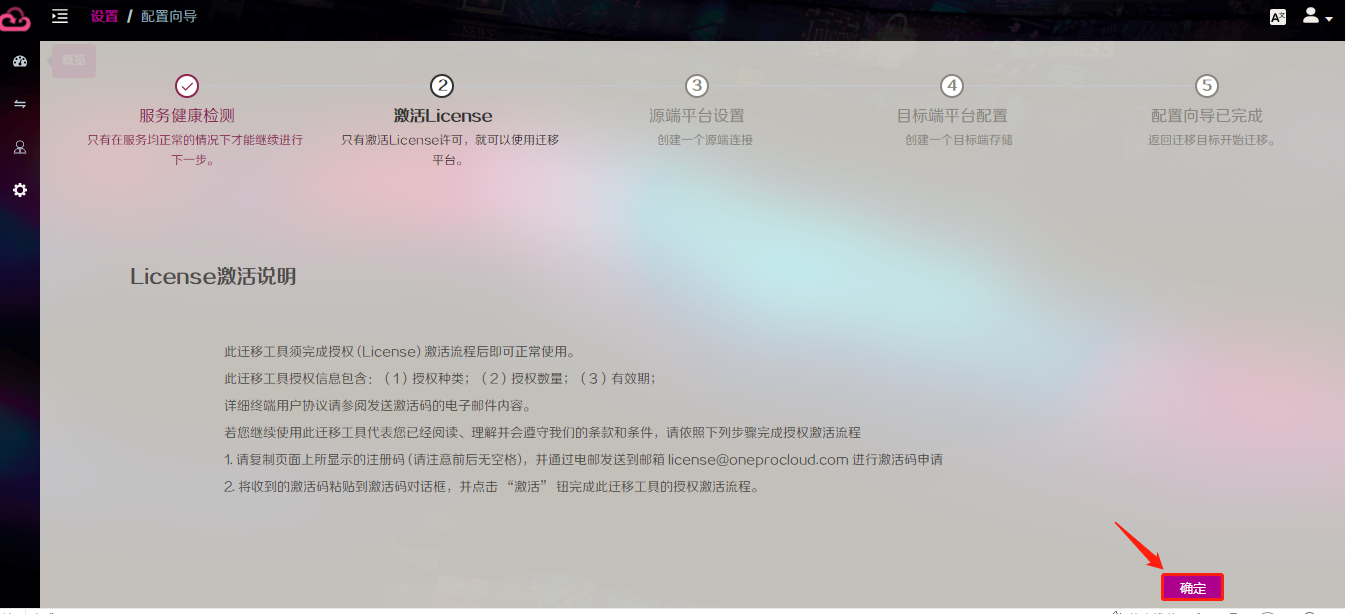 设置 / 配置向导
概览
2
3
4
5
服务健康检测
激活License
源端平台设置
目标端平台配置
配置向导已完成
只有在服务均正常的情况下才能继续进行
下一步。
只有激活License许可，就可以使用迁移
平台。
创建一个源端连接
创建一个目标端存储
返回迁移目标开始迁移。
License激活说明
此迁移工具须完成授权(License)激活流程后即可正常使用。
此迁移工具授权信息包含：（1）授权种类；（2）授权数量；（3）有效期；
详细终端用户协议请参阅发送激活码的电子邮件内容。
若您继续使用此迁移工具代表您已经阅读、理解并会遵守我们的条款和条件，请依照下列步骤完成授权激活流程
1. 请复制页面上所显示的注册码(请注意前后无空格)，并通过电邮发送到邮箱 license@oneprocloud.com 进行激活码申请
2. 将收到的激活码粘贴到激活码对话框，并点击 “激活” 钮完成此迁移工具的授权激活流程。
确定